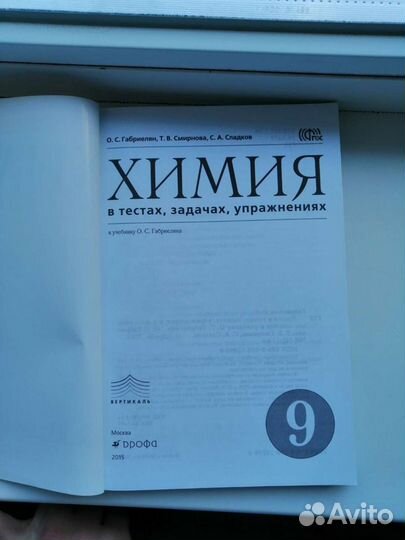 О. С. Габриелян, Т. В. Смирнова, С. А. Сладков
ХИМИЯ
в тестах, задачах, упражнениях
к учебнику О. С. Габриеляна
ВЕРТИКАЛЬ
Москва
дрофа
2015
9
Avito